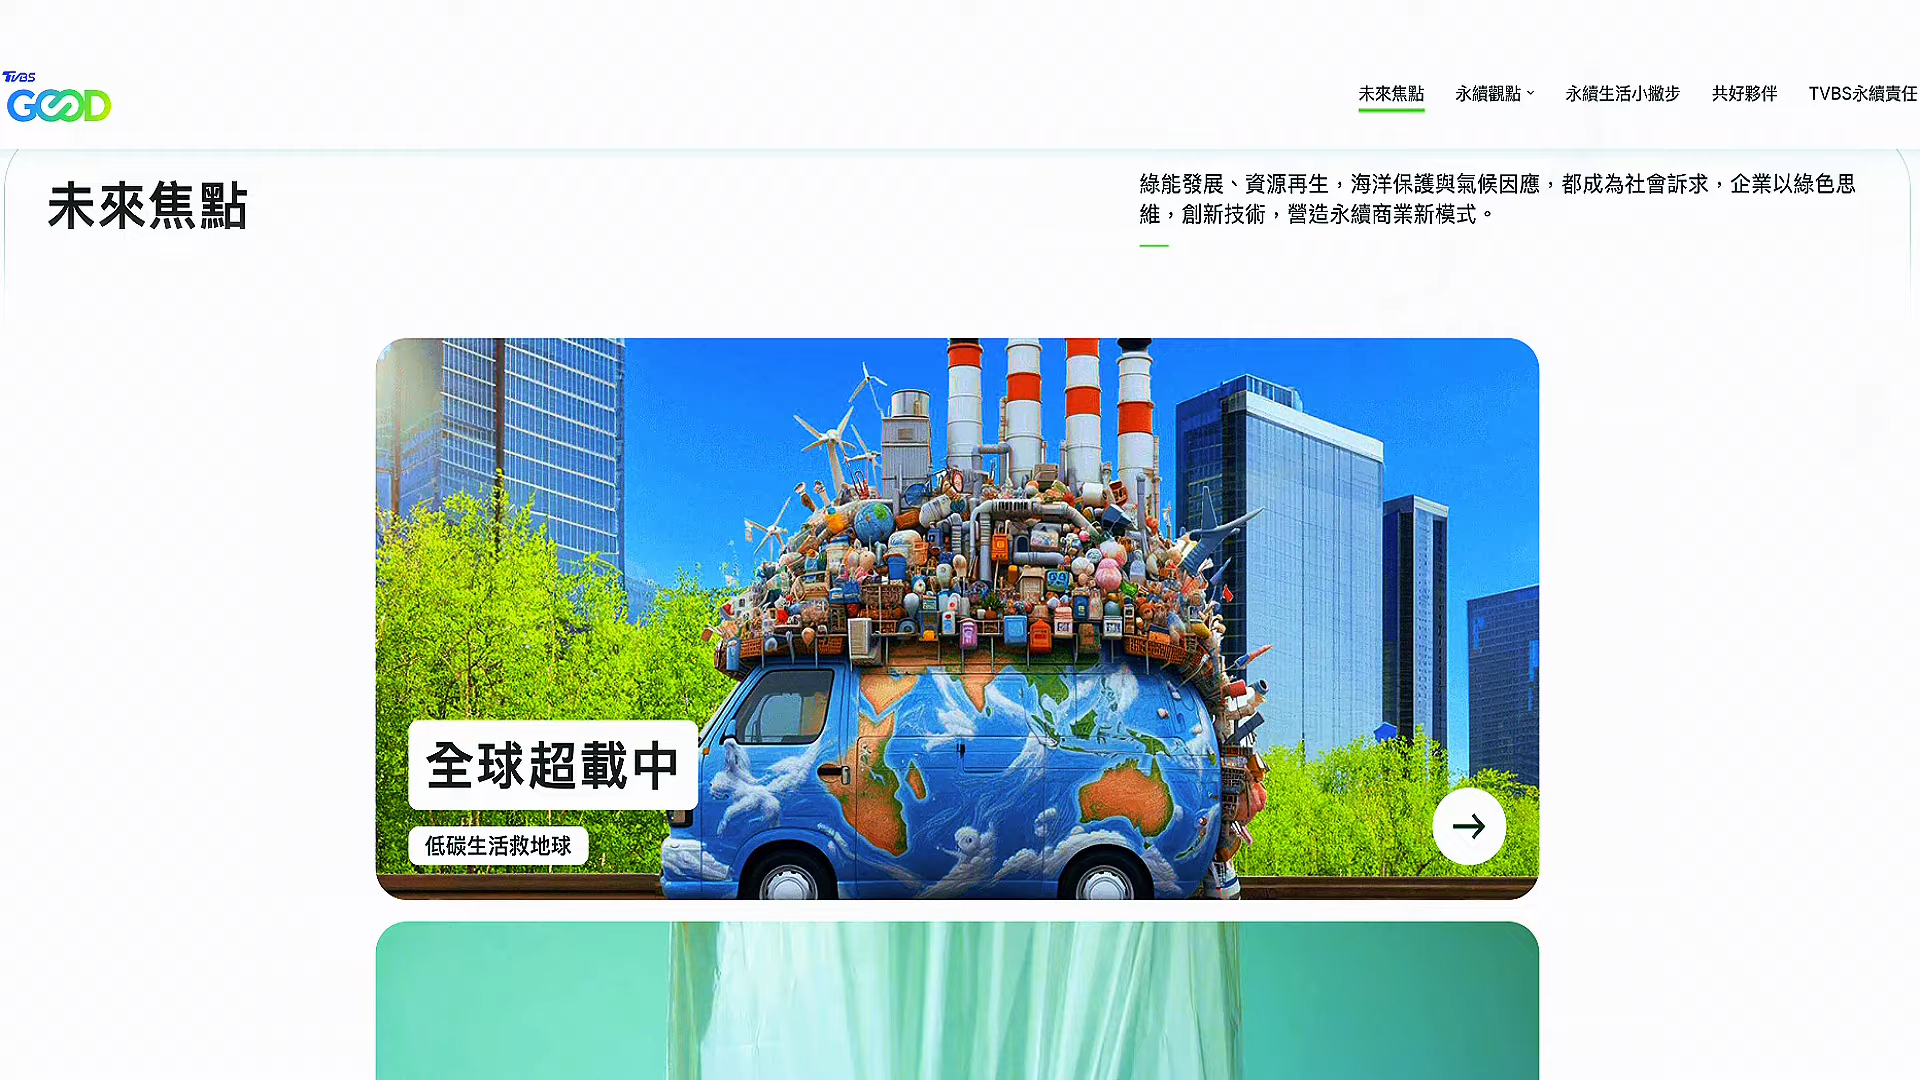 TVBS
GOOD
未來焦點
永續觀點
永續生活小撇步
共好夥伴
TVBS永續責任
未來焦點
綠能發展、資源再生，海洋保護與氣候因應，都成為社會訴求，企業以綠色思
維，創新技術，營造永續商業新模式。
全球超載中
低碳生活救地球